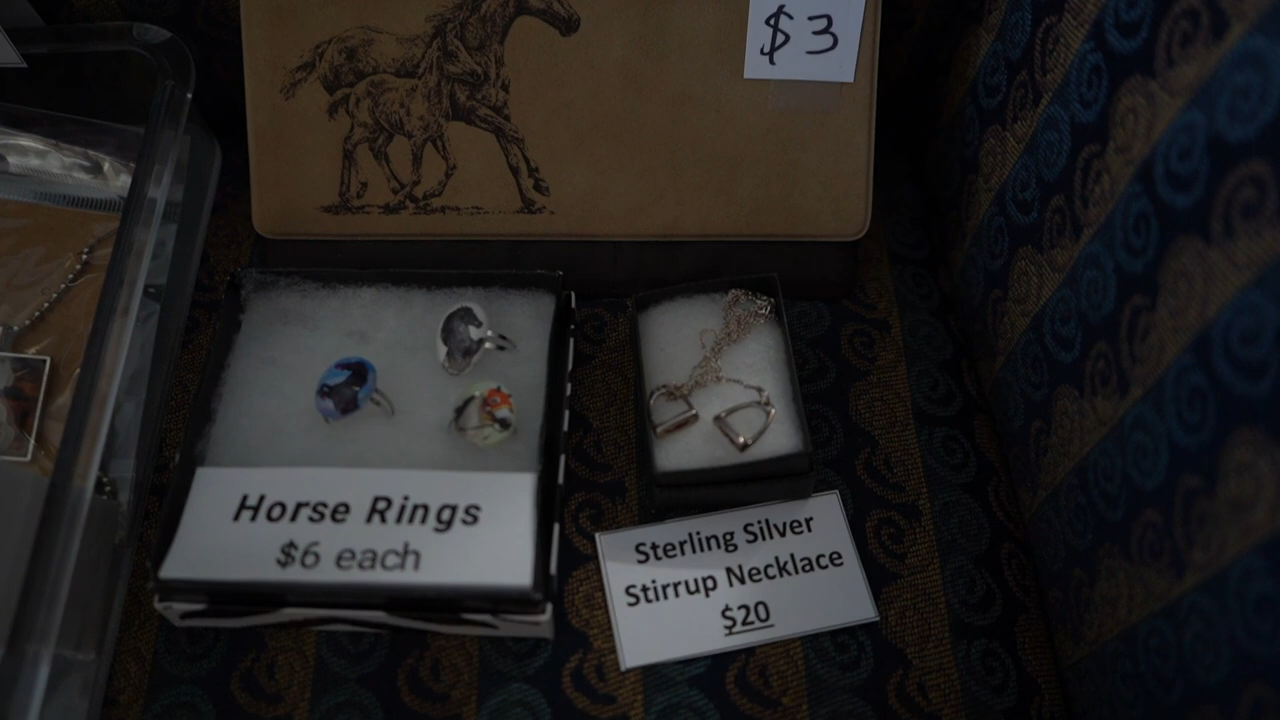 $3
Horse Rings
$6 each
Sterling Silver
Stirrup Necklace
$20